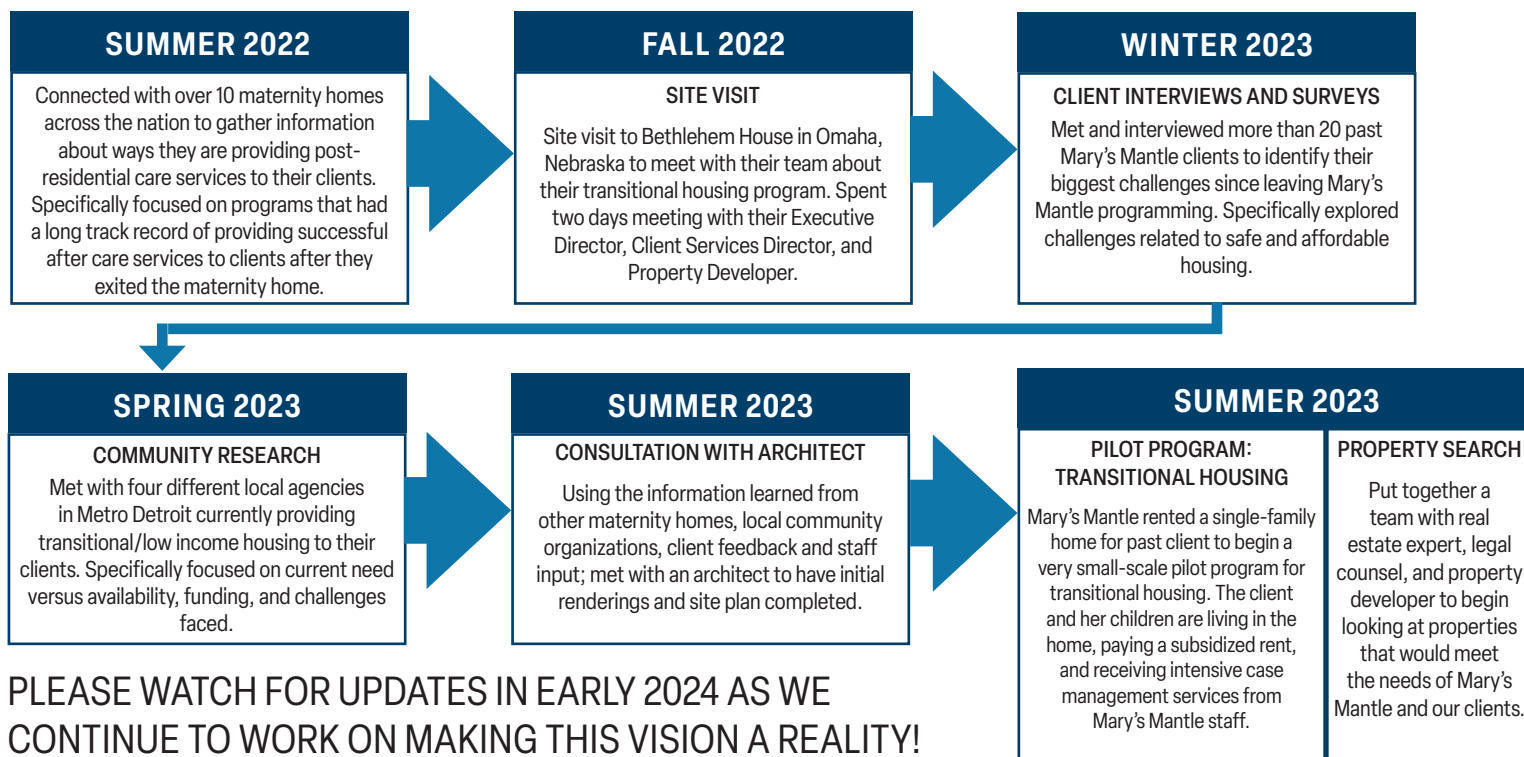 SUMMER 2022
Connected with over 10 maternity homes
across the nation to gather information
about ways they are providing post-
residential care services to their clients.
Specifically focused on programs that had
a long track record of providing successful
after care services to clients after they
exited the maternity home.
FALL 2022
SITE VISIT
Site visit to Bethlehem House in Omaha,
Nebraska to meet with their team about
their transitional housing program. Spent
two days meeting with their Executive
Director, Client Services Director, and
Property Developer.
WINTER 2023
CLIENT INTERVIEWS AND SURVEYS
Met and interviewed more than 20 past
Mary's Mantle clients to identify their
biggest challenges since leaving Mary's
Mantle programming. Specifically explored
challenges related to safe and affordable
housing.
SPRING 2023
COMMUNITY RESEARCH
Met with four different local agencies
in Metro Detroit currently providing
transitional/low income housing to their
clients. Specifically focused on current need
versus availability, funding, and challenges
faced.
SUMMER 2023
CONSULTATION WITH ARCHITECT
Using the information learned from
other maternity homes, local community
organizations, client feedback and staff
input; met with an architect to have initial
renderings and site plan completed.
SUMMER 2023
PILOT PROGRAM:
TRANSITIONAL HOUSING
Mary's Mantle rented a single-family
home for past client to begin a
very small-scale pilot program for
transitional housing. The client
and her children are living in the
home, paying a subsidized rent,
and receiving intensive case
management services from
Mary's Mantle staff.
PROPERTY SEARCH
Put together a
team with real
estate expert, legal
counsel, and property
developer to begin
looking at properties
that would meet
the needs of Mary's
Mantle and our clients.
PLEASE WATCH FOR UPDATES IN EARLY 2024 AS WE
CONTINUE TO WORK ON MAKING THIS VISION A REALITY!